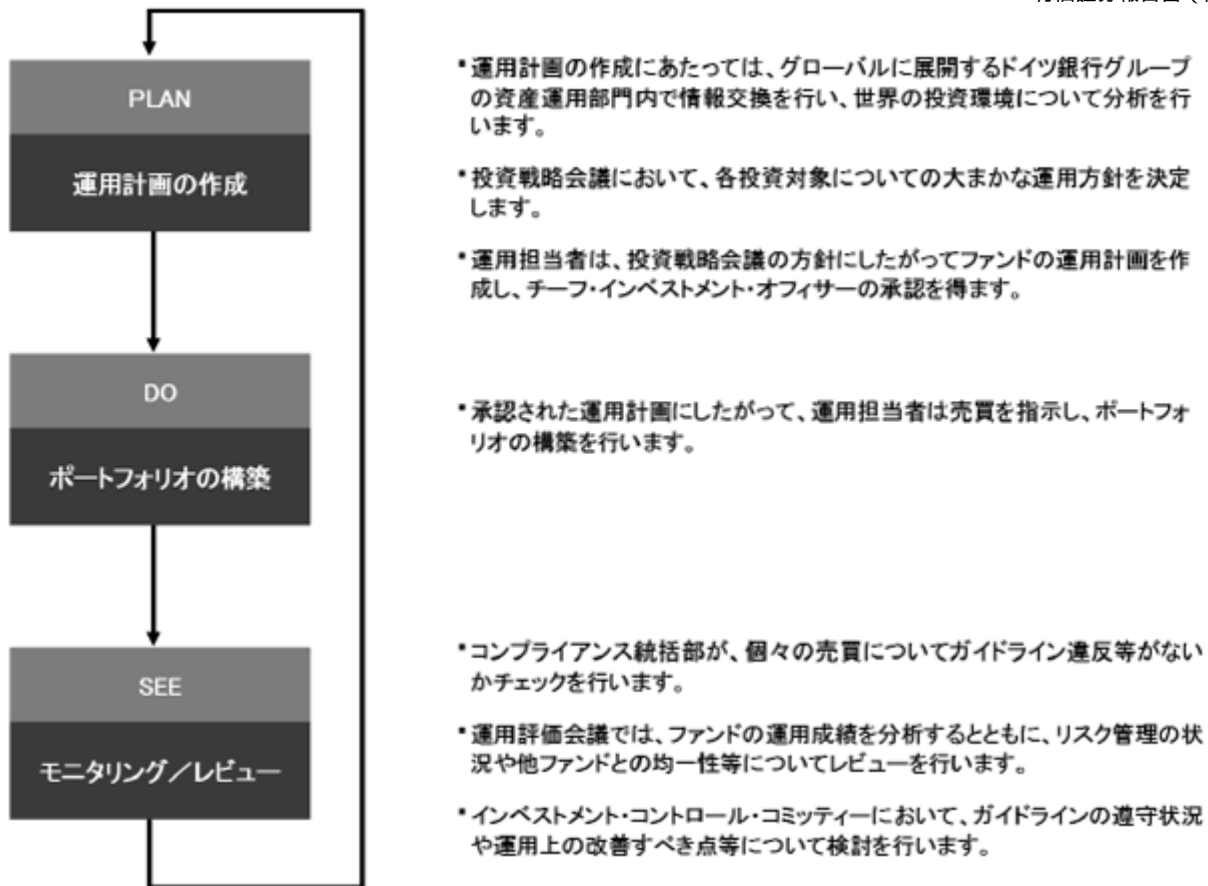 PLAN
運用計画の作成
・運用計画の作成にあたっては、グローバルに展開するドイツ銀行グループ
の資産運用部門内で情報交換を行い、世界の投資環境について分析を行
います。
・投資戦略会議において、各投資対象についての大まかな運用方針を決定
します。
・運用担当者は、投資戦略会議の方針にしたがってファンドの運用計画を作
成し、チーフ・インベストメント・オフィサーの承認を得ます。
DO
ポートフォリオの構築
・承認された運用計画にしたがって、運用担当者は売買を指示し、ポートフォ
リオの構築を行います。
SEE
モニタリング／レビュー
・コンプライアンス統括部が、個々の売買についてガイドライン違反等がない
かチェックを行います。
・運用評価会議では、ファンドの運用成績を分析するとともに、リスク管理の状
況や他ファンドとの均一性等についてレビューを行います。
・インベストメント・コントロール・コミッティーにおいて、ガイドラインの遵守状況
や運用上の改善すべき点等について検討を行います。